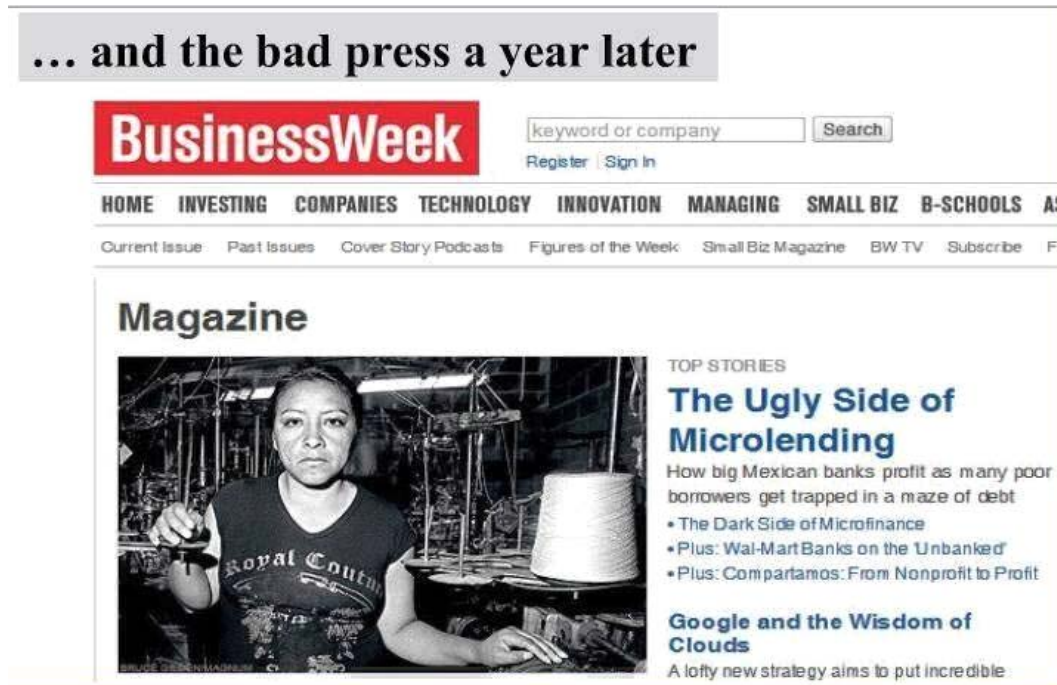 … and the bad press a year later
BusinessWeek
keyword or company Search
Register Sign In
HOME INVESTING COMPANIES TECHNOLOGY INNOVATION MANAGING SMALL BIZ B-SCHOOLS
Current Issue Past Issues Cover Story Podcasts Figures of the Week Small Biz Magazine BW TV Subscribe
Magazine
Royal Coutu
BRUCE GILDEN/MAGNUM
TOP STORIES
The Ugly Side of
Microlending
How big Mexican banks profit as many poor
borrowers get trapped in a maze of debt
• The Dark Side of Microfinance
• Plus: Wal-Mart Banks on the 'Unbanked'
• Plus: Compartamos: From Nonprofit to Profit
Google and the Wisdom of
Clouds
A lofty new strategy aims to put incredible